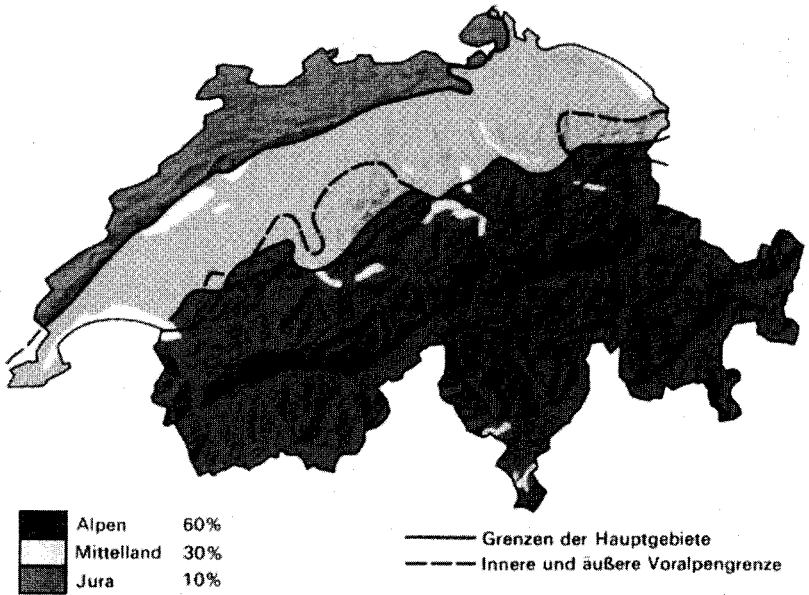 Alpen 60%
Mittelland 30%
Jura 10%
Grenzen der Hauptgebiete
Innere und äußere Voralpengrenze